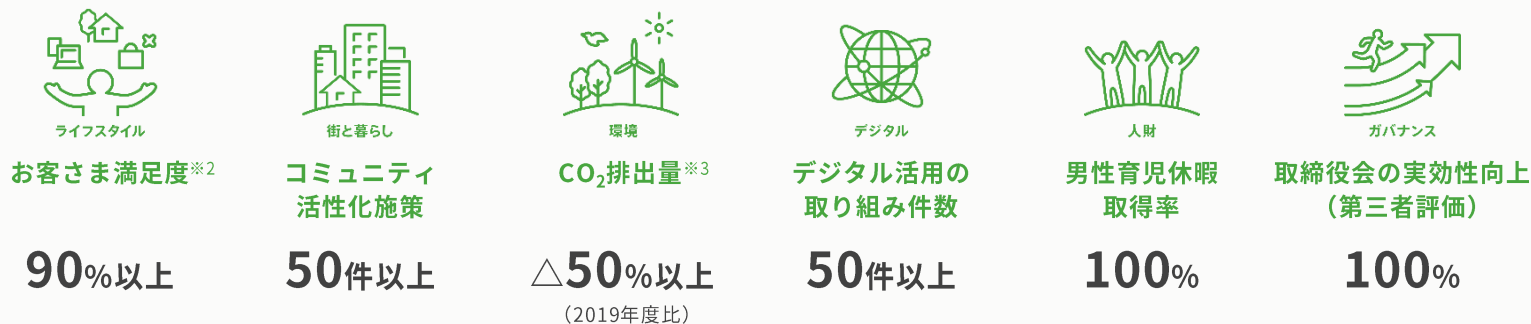 ライフスタイル
お客さま満足度※2
90%以上
街と暮らし
コミュニティ
活性化施策
50件以上
環境
CO₂排出量※3
△50%以上
（2019年度比）
デジタル
デジタル活用の
取り組み件数
50件以上
人財
男性育児休暇
取得率
100%
ガバナンス
取締役会の実効性向上
（第三者評価）
100%